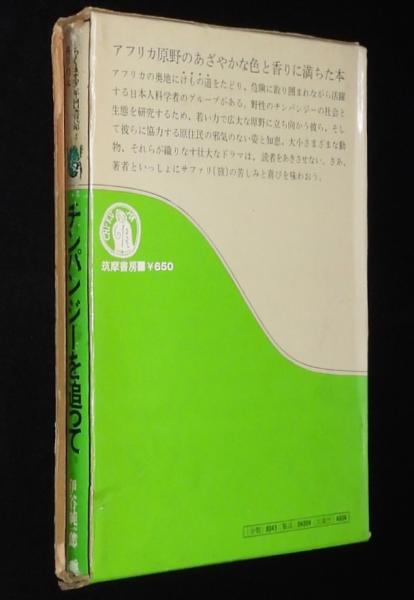 アフリカ原野のあざやかな色と香りに満ちた本
アフリカの奥地にけもの道をたどり、危険に取り囲まれながら活躍
する日本人科学者のグループがある。野性のチンパンジーの社会と
生態を研究するため、若い力で広大な原野に立ち向かう彼ら、そし
て彼らに協力する原住民の邪気のない姿と知恵。大小さまざまな動
物、それらが織りなす壮大なドラマは、読者をあきさせない。さあ、
著者といっしょにサファリ(旅)の苦しみと喜びを味わおう。
筑摩書房 ¥650
チンパンジーを追って
伊谷純一郎 著